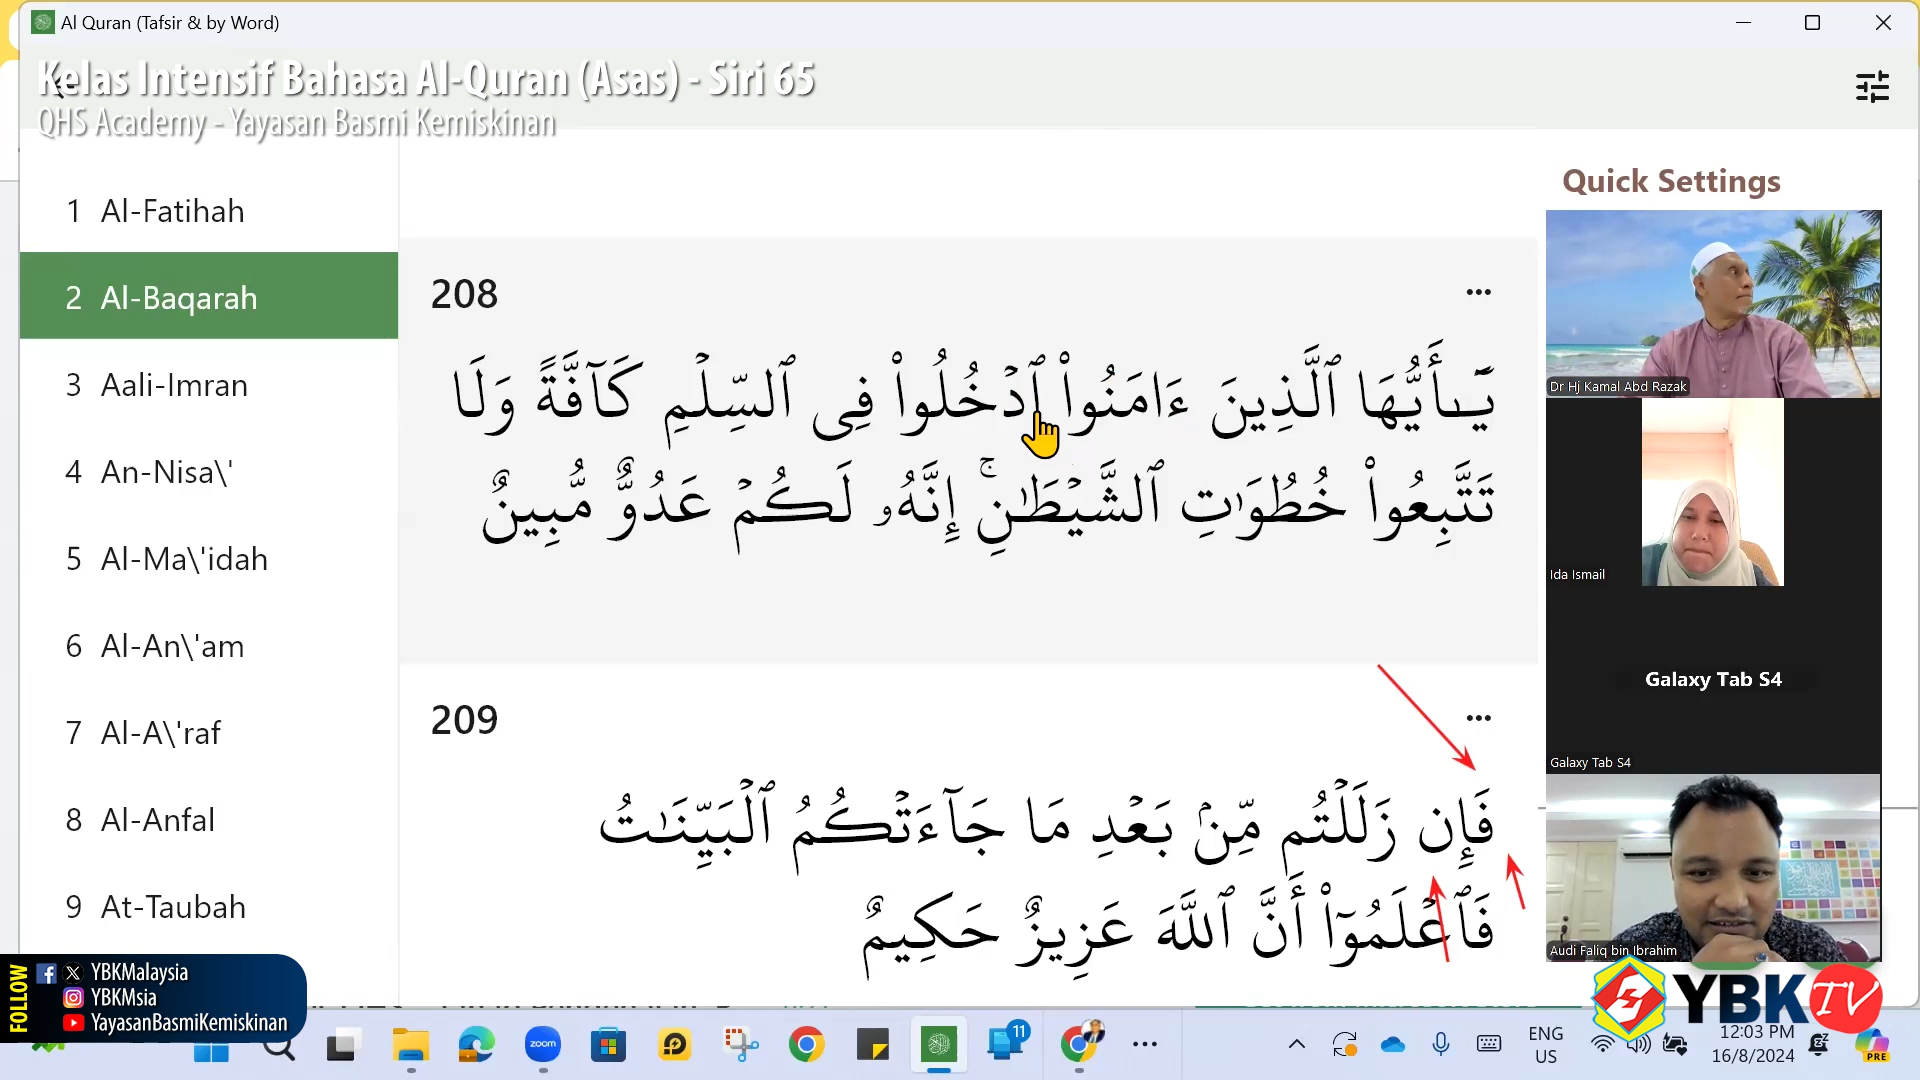 Al Quran (Tafsir & by Word)
Kelas Intensif Bahasa Al-Quran (Asas) - Siri 65
QHS Academy - Yayasan Basmi Kemiskinan
1 Al-Fatihah
2 Al-Baqarah
3 Aali-Imran
4 An-Nisa\'
5 Al-Ma\'idah
6 Al-An\'am
7 Al-A\'raf
8 Al-Anfal
9 At-Taubah
208
يَـٰٓأَيُّهَا ٱلَّذِينَ ءَامَنُوا۟ ٱدْخُلُوا۟ فِى ٱلسِّلْمِ كَآفَّةً وَلَا
تَتَّبِعُوا۟ خُطُوَٰتِ ٱلشَّيْطَـٰنِ ۚ إِنَّهُۥ لَكُمْ عَدُوٌّ مُّبِينٌ
209
فَإِن زَلَلْتُم مِّنۢ بَعْدِ مَا جَآءَتْكُمُ ٱلْبَيِّنَـٰتُ
فَٱعْلَمُوٓا۟ أَنَّ ٱللَّهَ عَزِيزٌ حَكِيمٌ
Quick Settings
Dr Hj Kamal Abd Razak
Ida Ismail
Galaxy Tab S4
Galaxy Tab S4
Audi Faliq bin Ibrahim
FOLLOW
YBKMalaysia
YBKMsia
YayasanBasmiKemiskinan
YBK TV
zoom
11
ENG
US
12:03 PM
16/8/2024
PRE